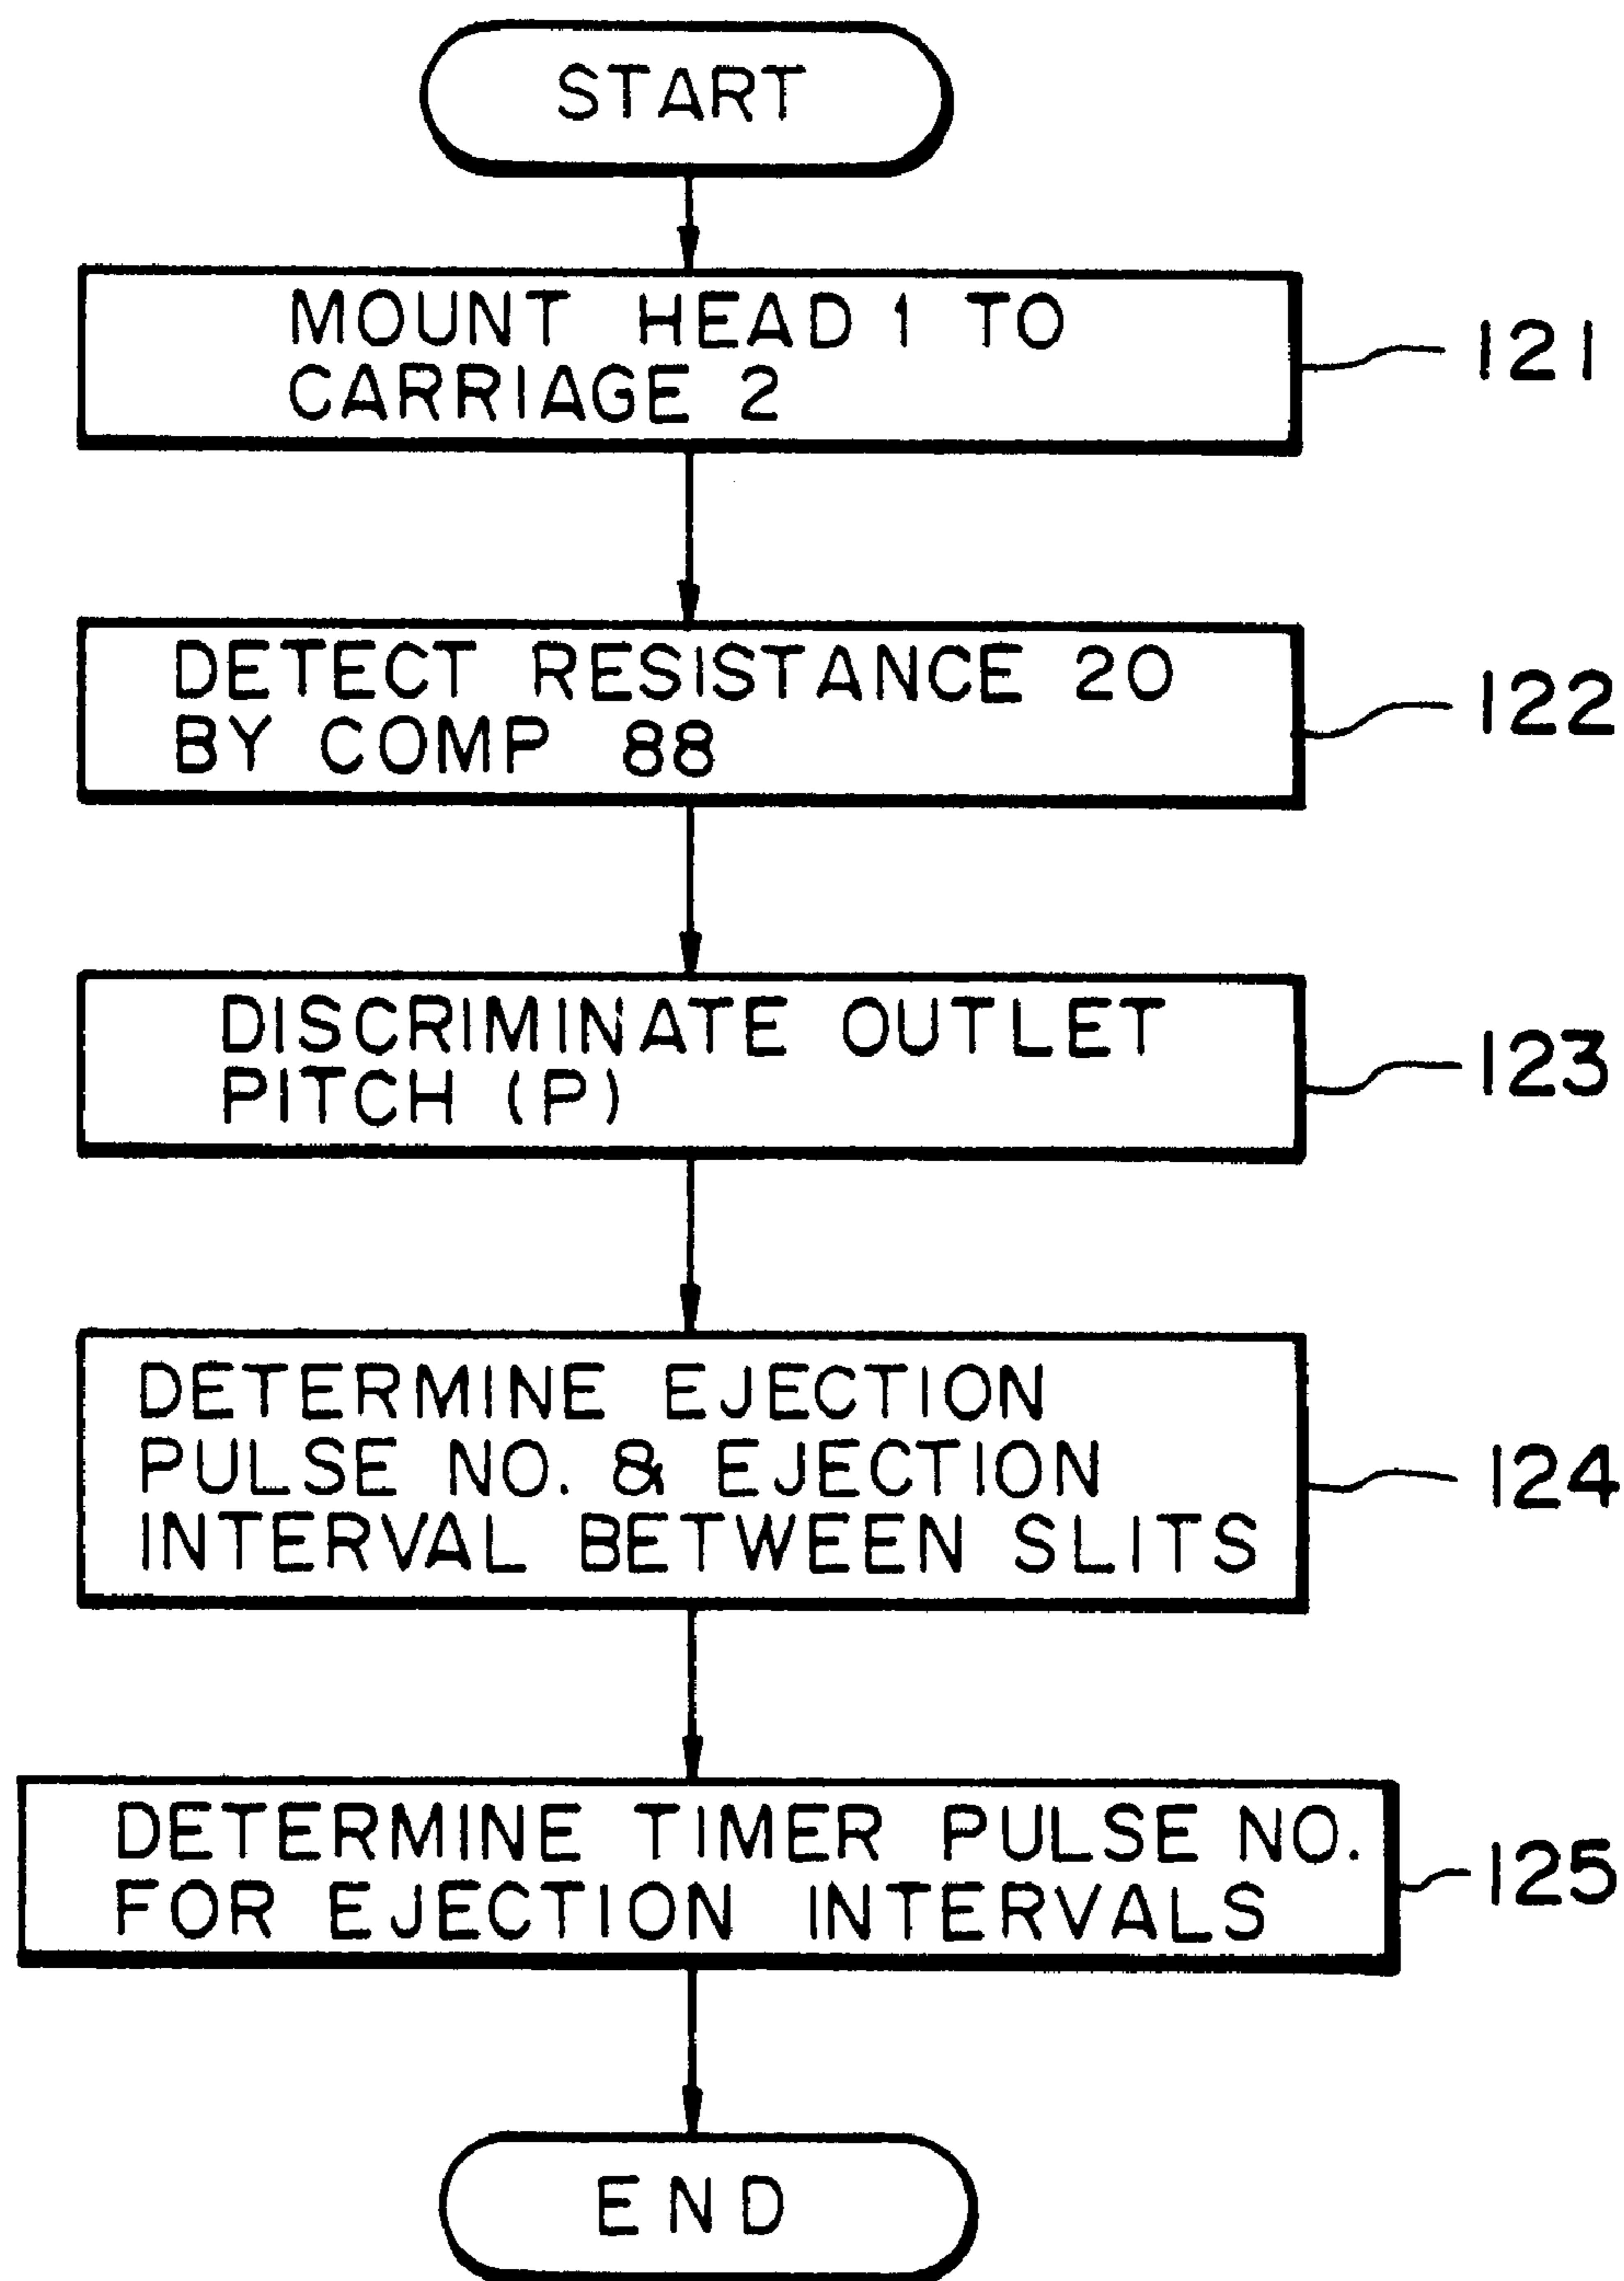 START
MOUNT HEAD 1 TO
CARRIAGE 2
121
DETECT RESISTANCE 20
BY COMP 88
122
DISCRIMINATE OUTLET
PITCH (P)
123
DETERMINE EJECTION
PULSE NO. & EJECTION
INTERVAL BETWEEN SLITS
124
DETERMINE TIMER PULSE NO.
FOR EJECTION INTERVALS
125
END